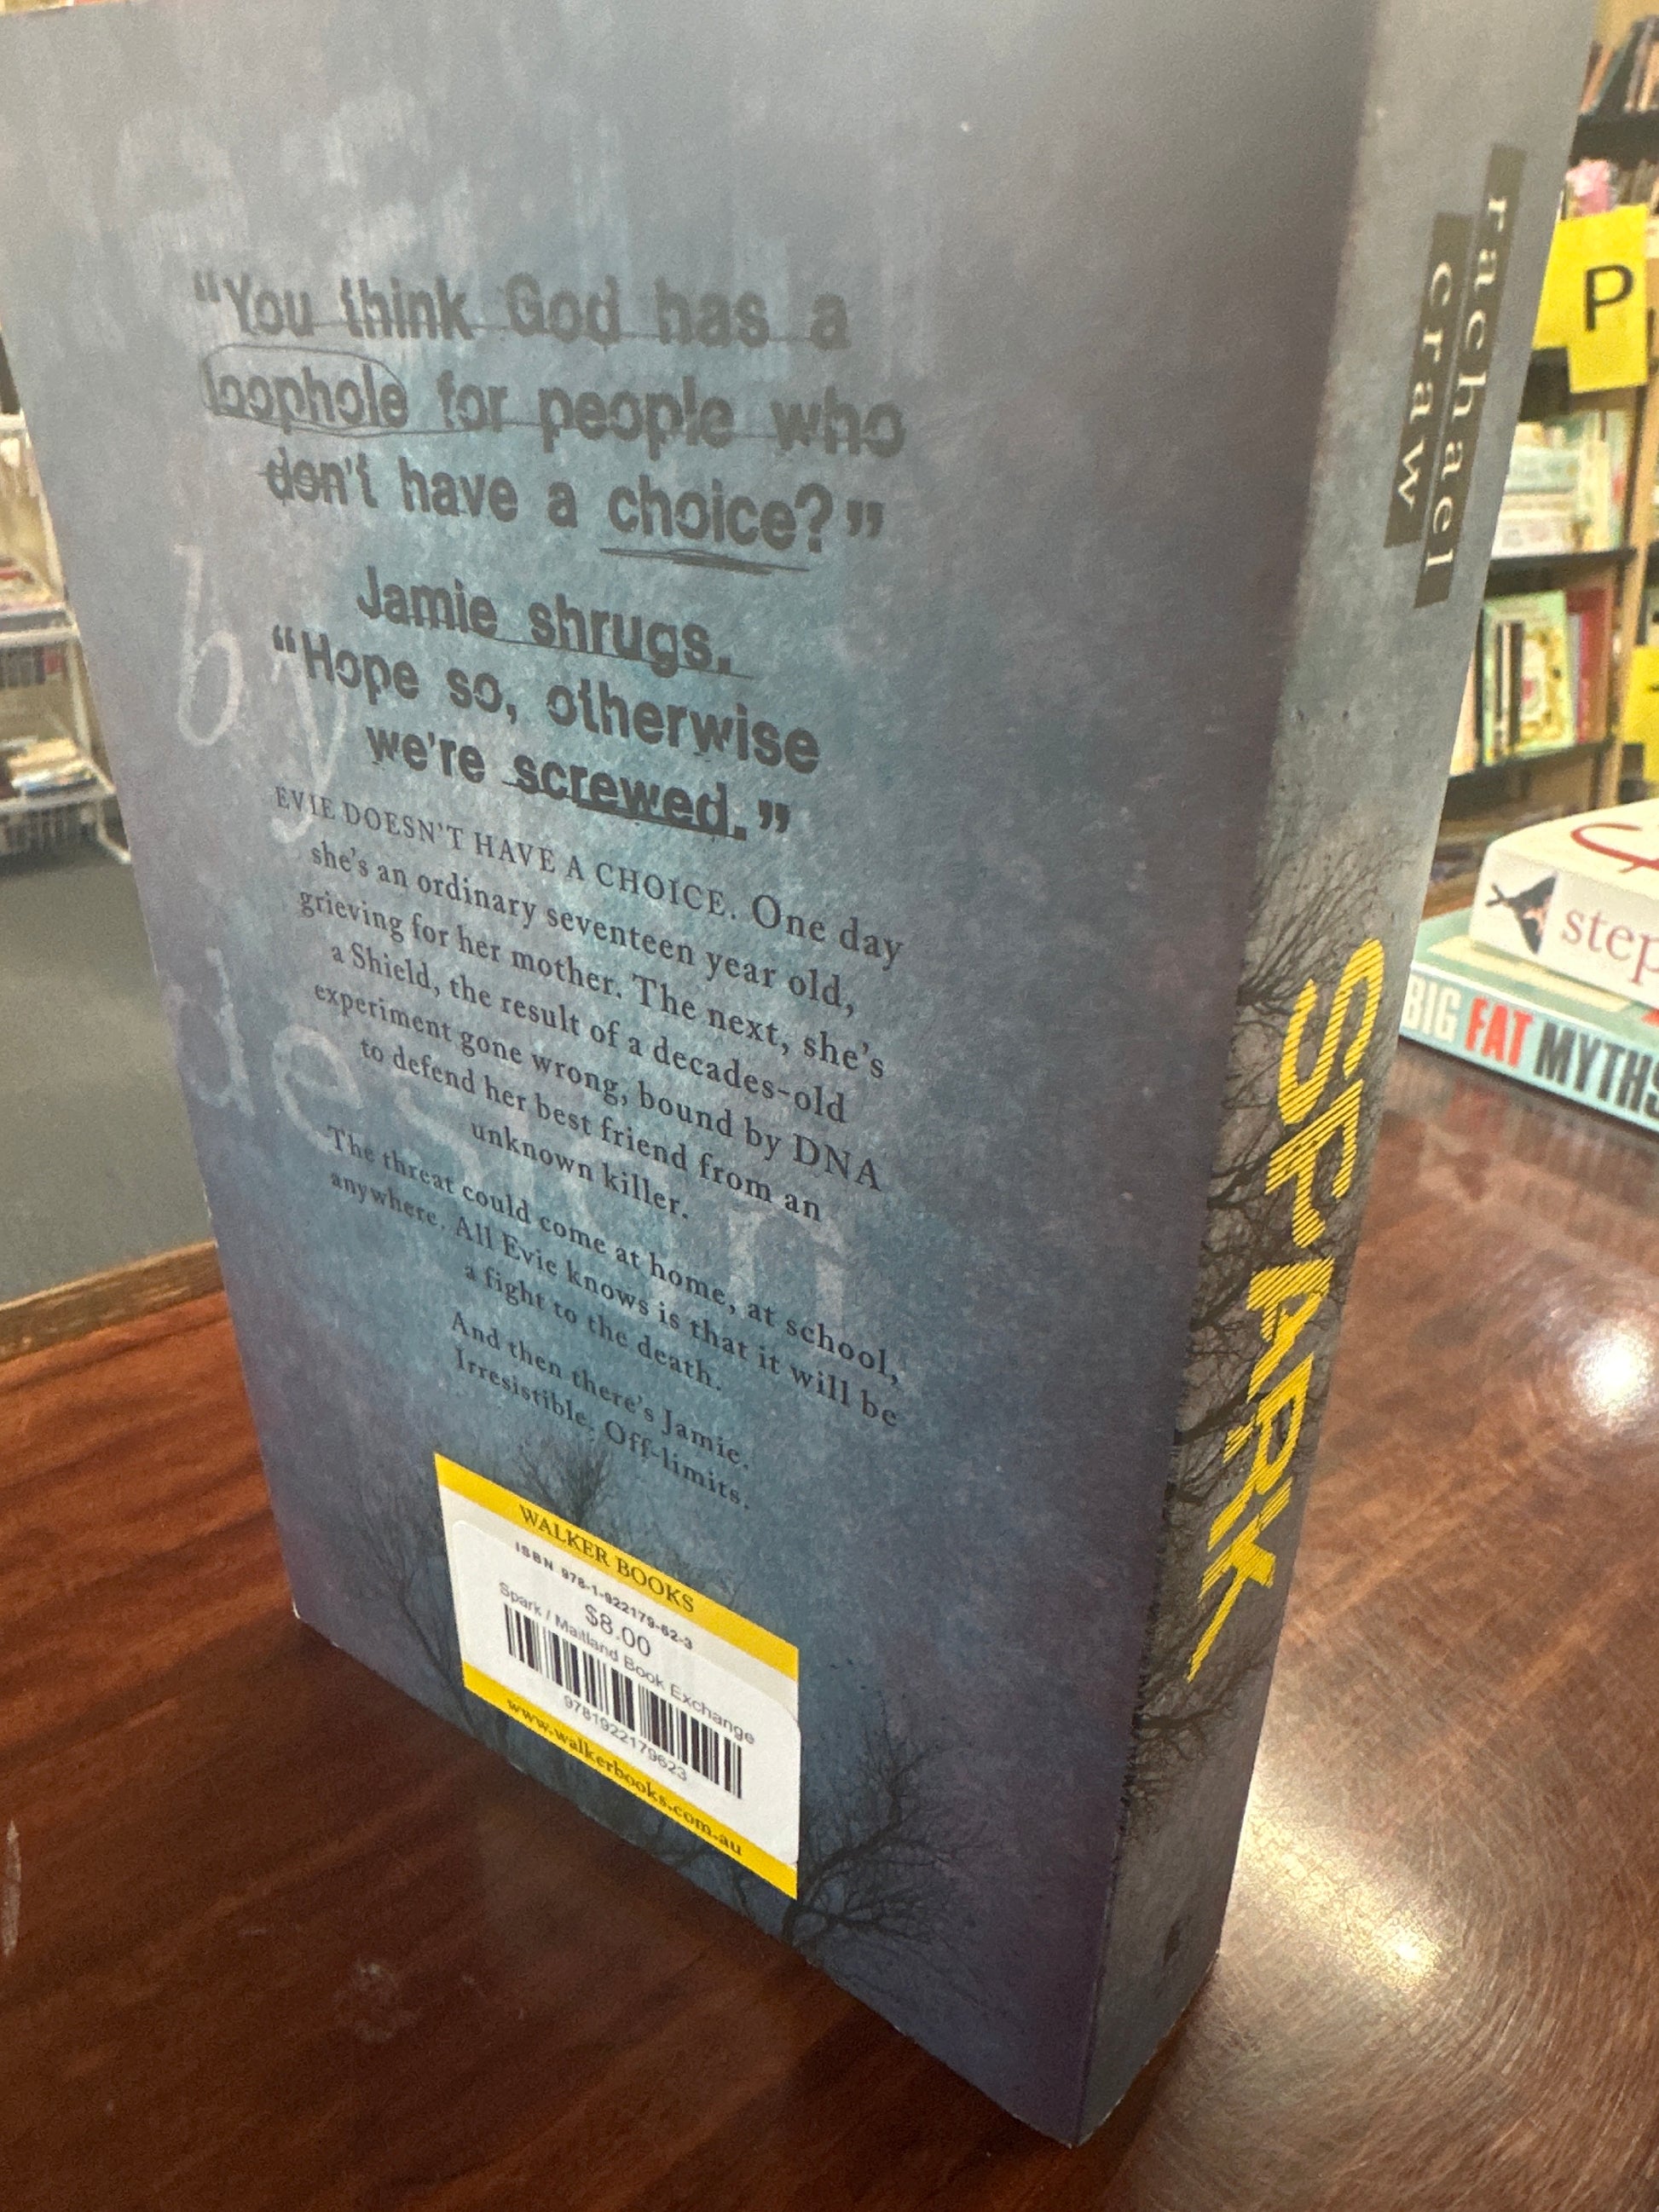 "You think God has a
loophole for people who
don't have a choice?"
Jamie shrugs.
"Hope so, otherwise
we're screwed."
EVIE DOESN'T HAVE A CHOICE. One day
she's an ordinary seventeen year old,
grieving for her mother. The next, she's
a Shield, the result of a decades-old
experiment gone wrong, bound by DNA
to defend her best friend from an
unknown killer.
The threat could come at home, at school,
anywhere. All Evie knows is that it will be
a fight to the death.
And then there's Jamie.
Irresistible. Off-limits.
by
WALKER BOOKS
ISBN 978-1-922179-62-3
$8.00
Spark / Maitland Book Exchange
9781922179623
www.walkerbooks.com.au
rachael
craw
SPARK
P
step
BIG FAT MYTHS